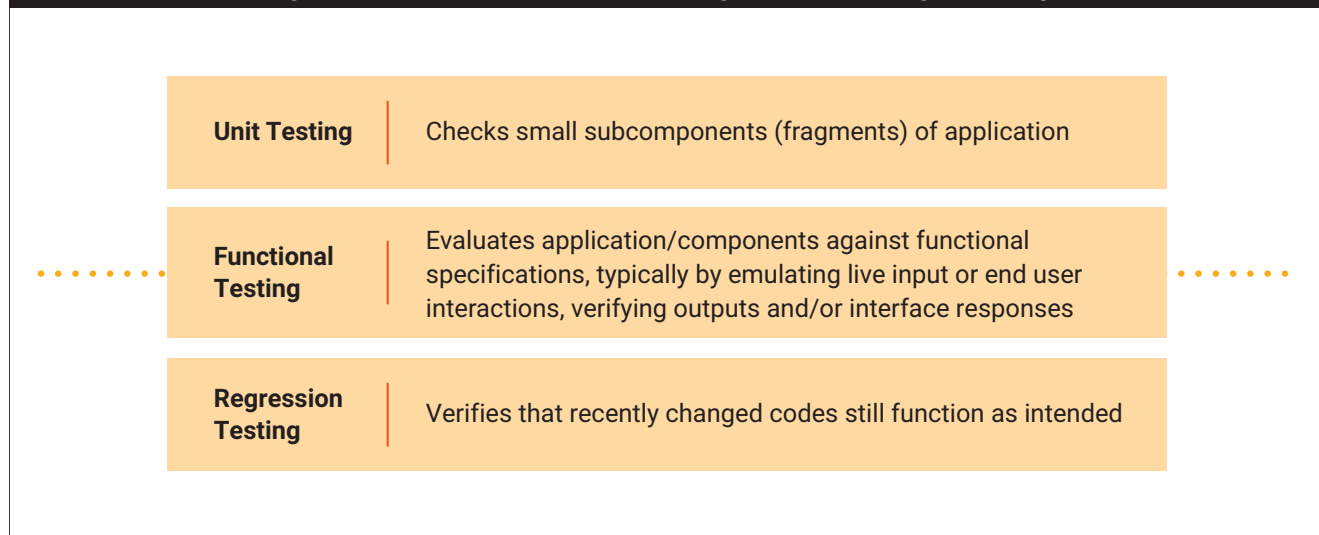 Unit Testing
Checks small subcomponents (fragments) of application
Functional
Testing
Evaluates application/components against functional
specifications, typically by emulating live input or end user
interactions, verifying outputs and/or interface responses
Regression
Testing
Verifies that recently changed codes still function as intended